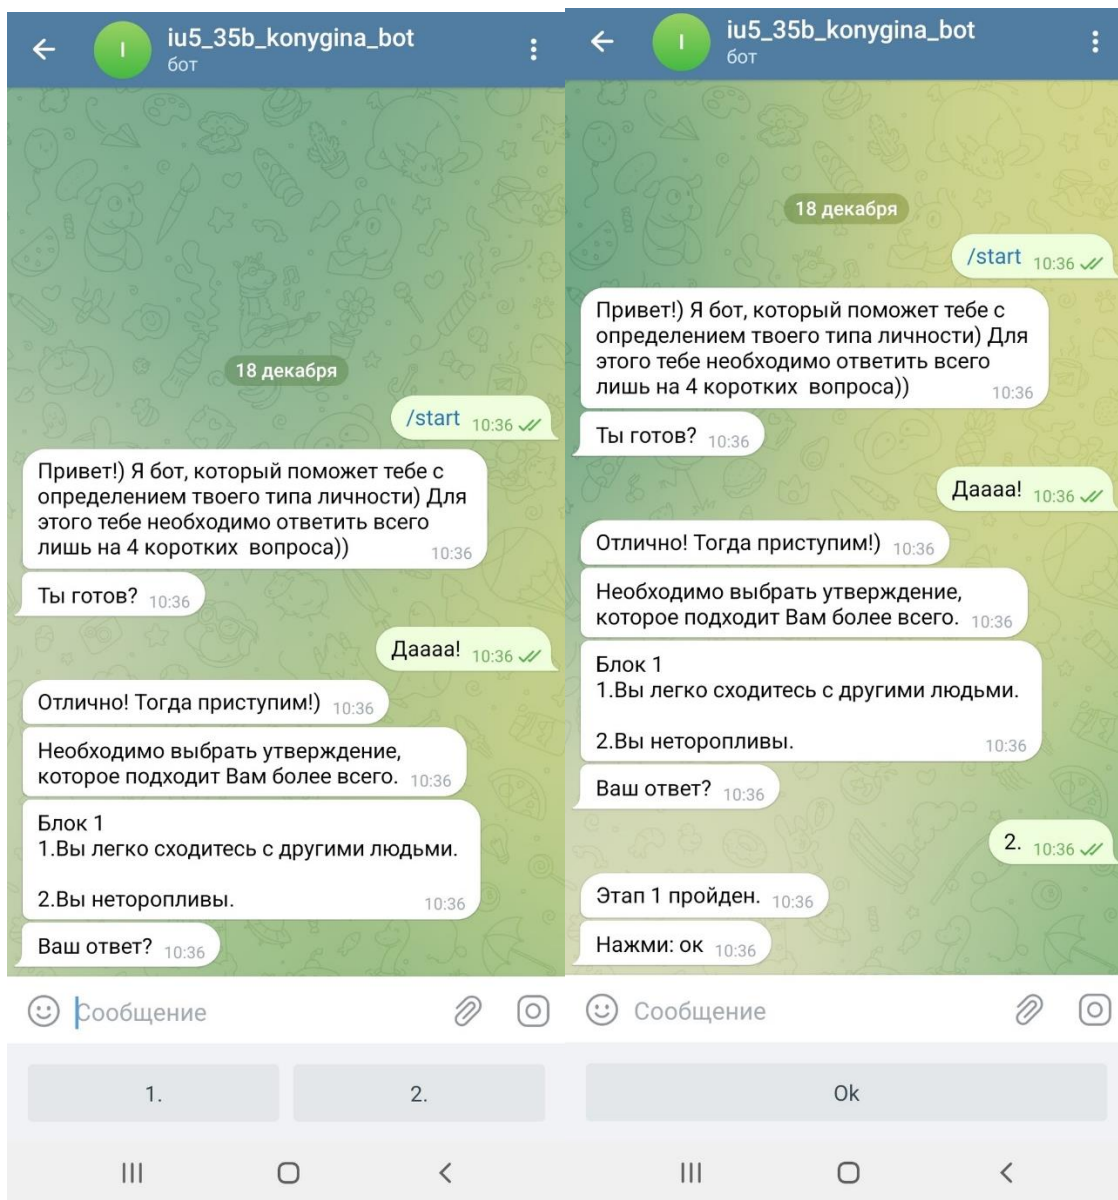 iu5_35b_konygina_bot
бот
I
18 декабря
/start 10:36
Привет!) Я бот, который поможет тебе с
определением твоего типа личности) Для
этого тебе необходимо ответить всего
лишь на 4 коротких  вопроса)) 10:36
Ты готов? 10:36
Даааа! 10:36
Отлично! Тогда приступим!) 10:36
Необходимо выбрать утверждение,
которое подходит Вам более всего. 10:36
Блок 1
1.Вы легко сходитесь с другими людьми.
2.Вы неторопливы. 10:36
Ваш ответ? 10:36
Сообщение
1. 2.
iu5_35b_konygina_bot
бот
I
18 декабря
/start 10:36
Привет!) Я бот, который поможет тебе с
определением твоего типа личности) Для
этого тебе необходимо ответить всего
лишь на 4 коротких  вопроса)) 10:36
Ты готов? 10:36
Даааа! 10:36
Отлично! Тогда приступим!) 10:36
Необходимо выбрать утверждение,
которое подходит Вам более всего. 10:36
Блок 1
1.Вы легко сходитесь с другими людьми.
2.Вы неторопливы. 10:36
Ваш ответ? 10:36
2. 10:36
Этап 1 пройден. 10:36
Нажми: ок 10:36
Сообщение
Ok